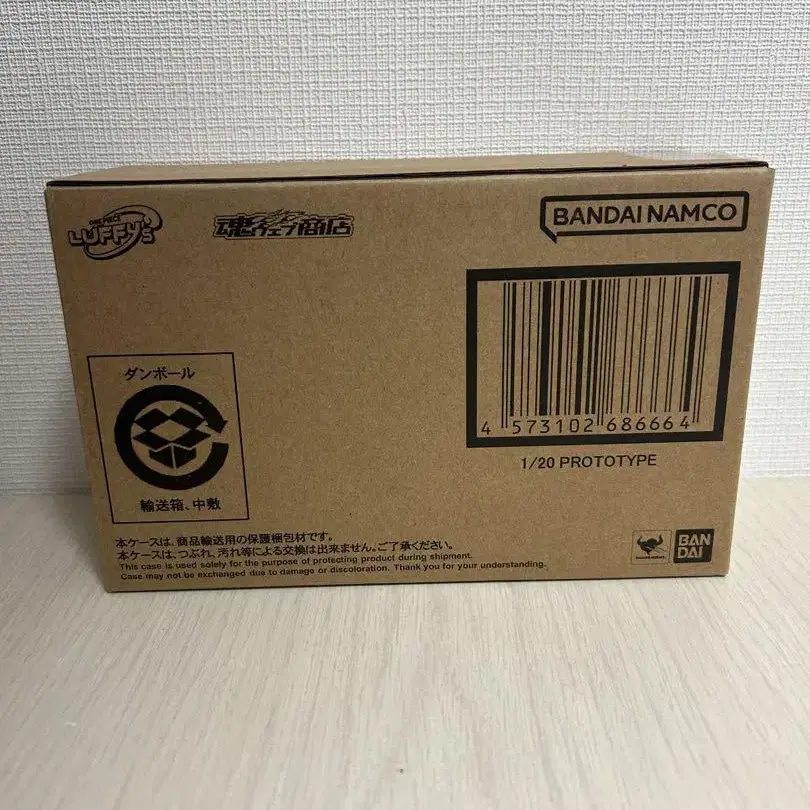 ONE PIECE
LUFFY's
魂ウェブ商店
BANDAI NAMCO
4 573102 686664
1/20 PROTOTYPE
ダンボール
輸送箱、中敷
本ケースは、商品輸送用の保護梱包材です。
本ケースは、つぶれ、汚れ等による交換は出来ません。ご了承ください。
This case is used solely for the purpose of protecting product during shipment.
Case may not be exchanged due to damage or discoloration. Thank you for your understanding.
BAN
DAI